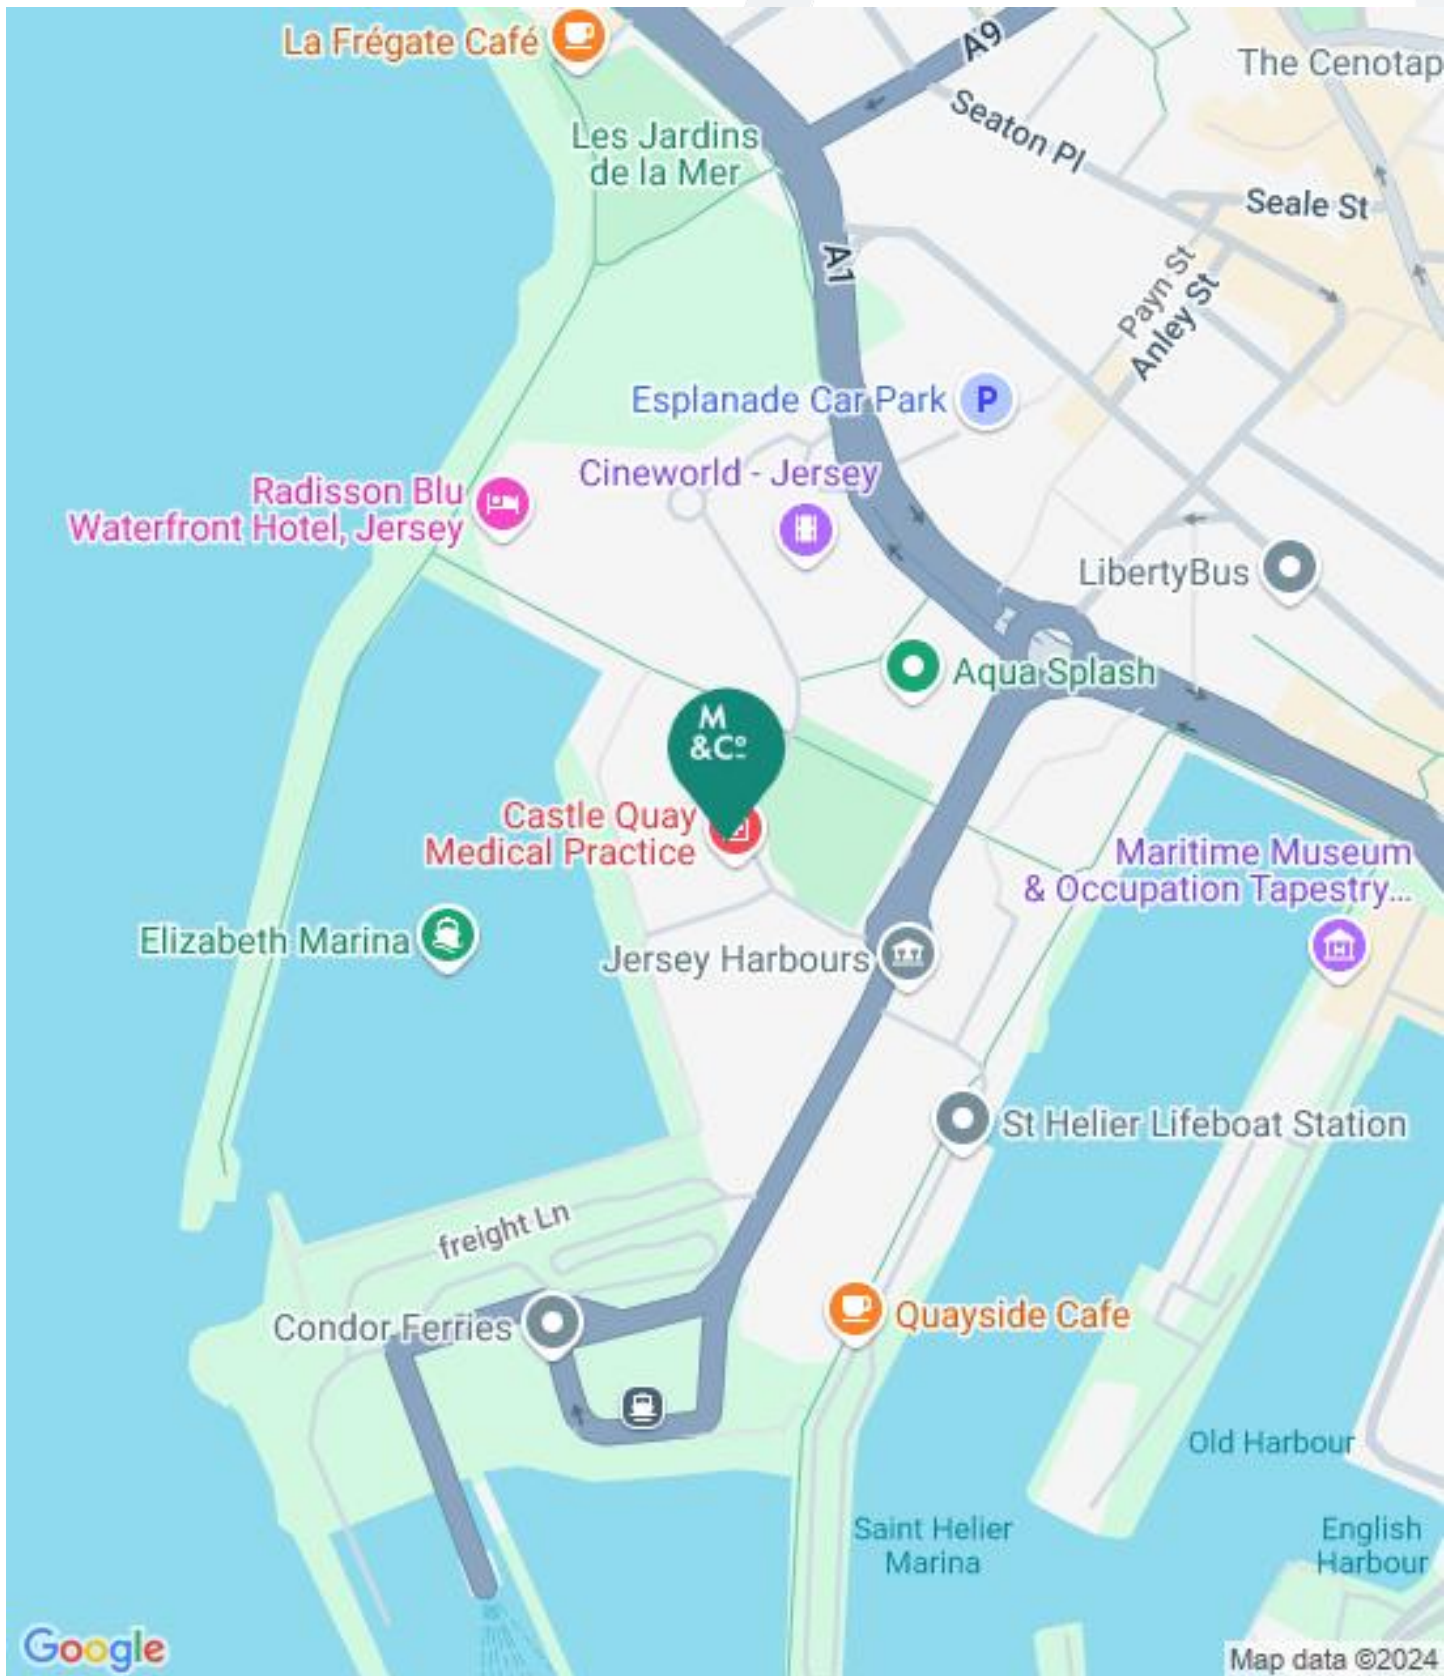 La Frégate Café
A9
The Cenotap
Seaton Pl
Les Jardins
de la Mer
Seale St
A1
Payn St
Anley St
Esplanade Car Park
P
Cineworld - Jersey
Radisson Blu
Waterfront Hotel, Jersey
LibertyBus
Aqua Splash
M
&Cº
Castle Quay
Medical Practice
Maritime Museum
& Occupation Tapestry...
Elizabeth Marina
Jersey Harbours
St Helier Lifeboat Station
freight Ln
Condor Ferries
Quayside Cafe
Old Harbour
Saint Helier
Marina
English
Harbour
Google
Map data ©2024